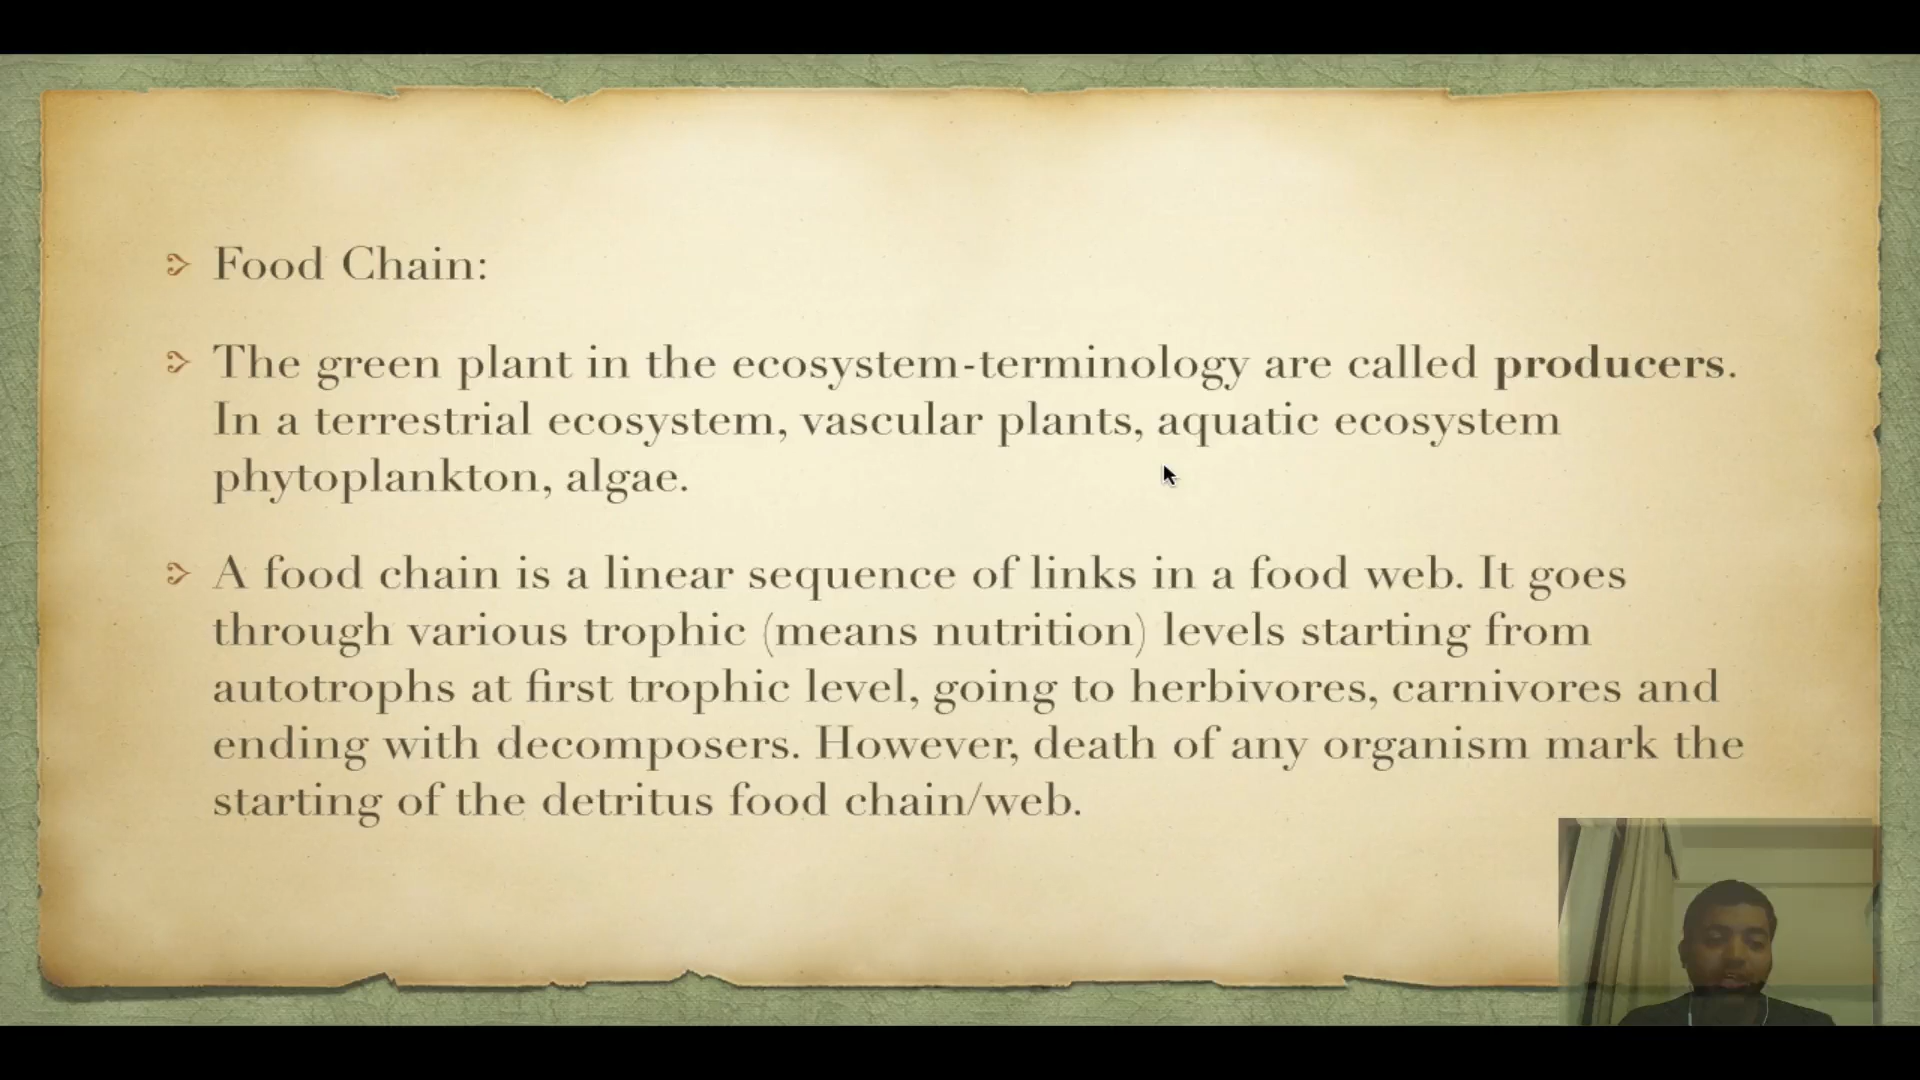 Food Chain:
The green plant in the ecosystem-terminology are called producers.
In a terrestrial ecosystem, vascular plants, aquatic ecosystem
phytoplankton, algae.
A food chain is a linear sequence of links in a food web. It goes
through various trophic (means nutrition) levels starting from
autotrophs at first trophic level, going to herbivores, carnivores and
ending with decomposers. However, death of any organism mark the
starting of the detritus food chain/web.